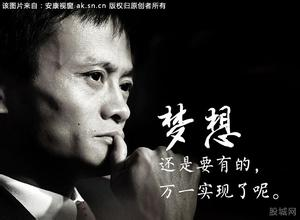 该图片来自：安康视窗 ak.sn.cn 版权归原创者所有
梦想
还是要有的，
万一实现了呢。
股城网